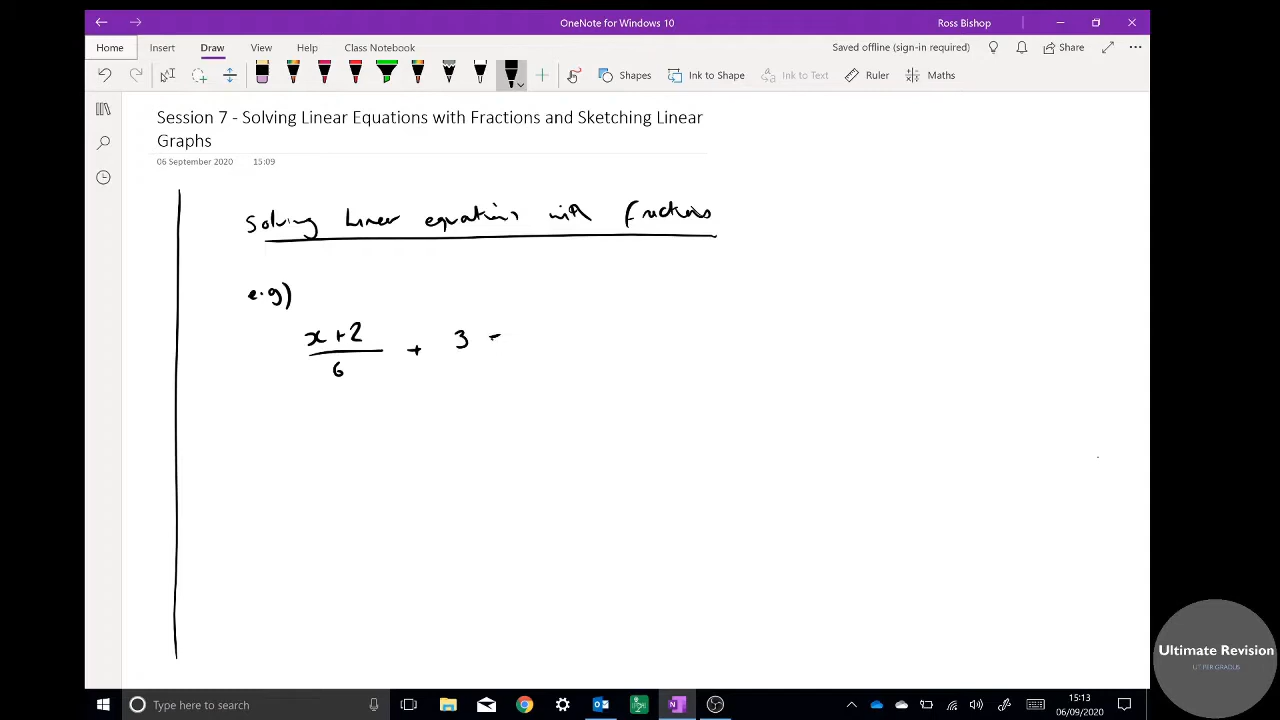 OneNote for Windows 10
Ross Bishop
Home Insert Draw View Help Class Notebook
Saved offline (sign-in required) Share
Shapes Ink to Shape Ink to Text Ruler Maths
Session 7 - Solving Linear Equations with Fractions and Sketching Linear
Graphs
06 September 2020 15:09
Solving Linear equations with fractions
e.g)
x+2
6
+ 3 =
Ultimate Revision
UT PER GRADUS
Type here to search
15:13
06/09/2020